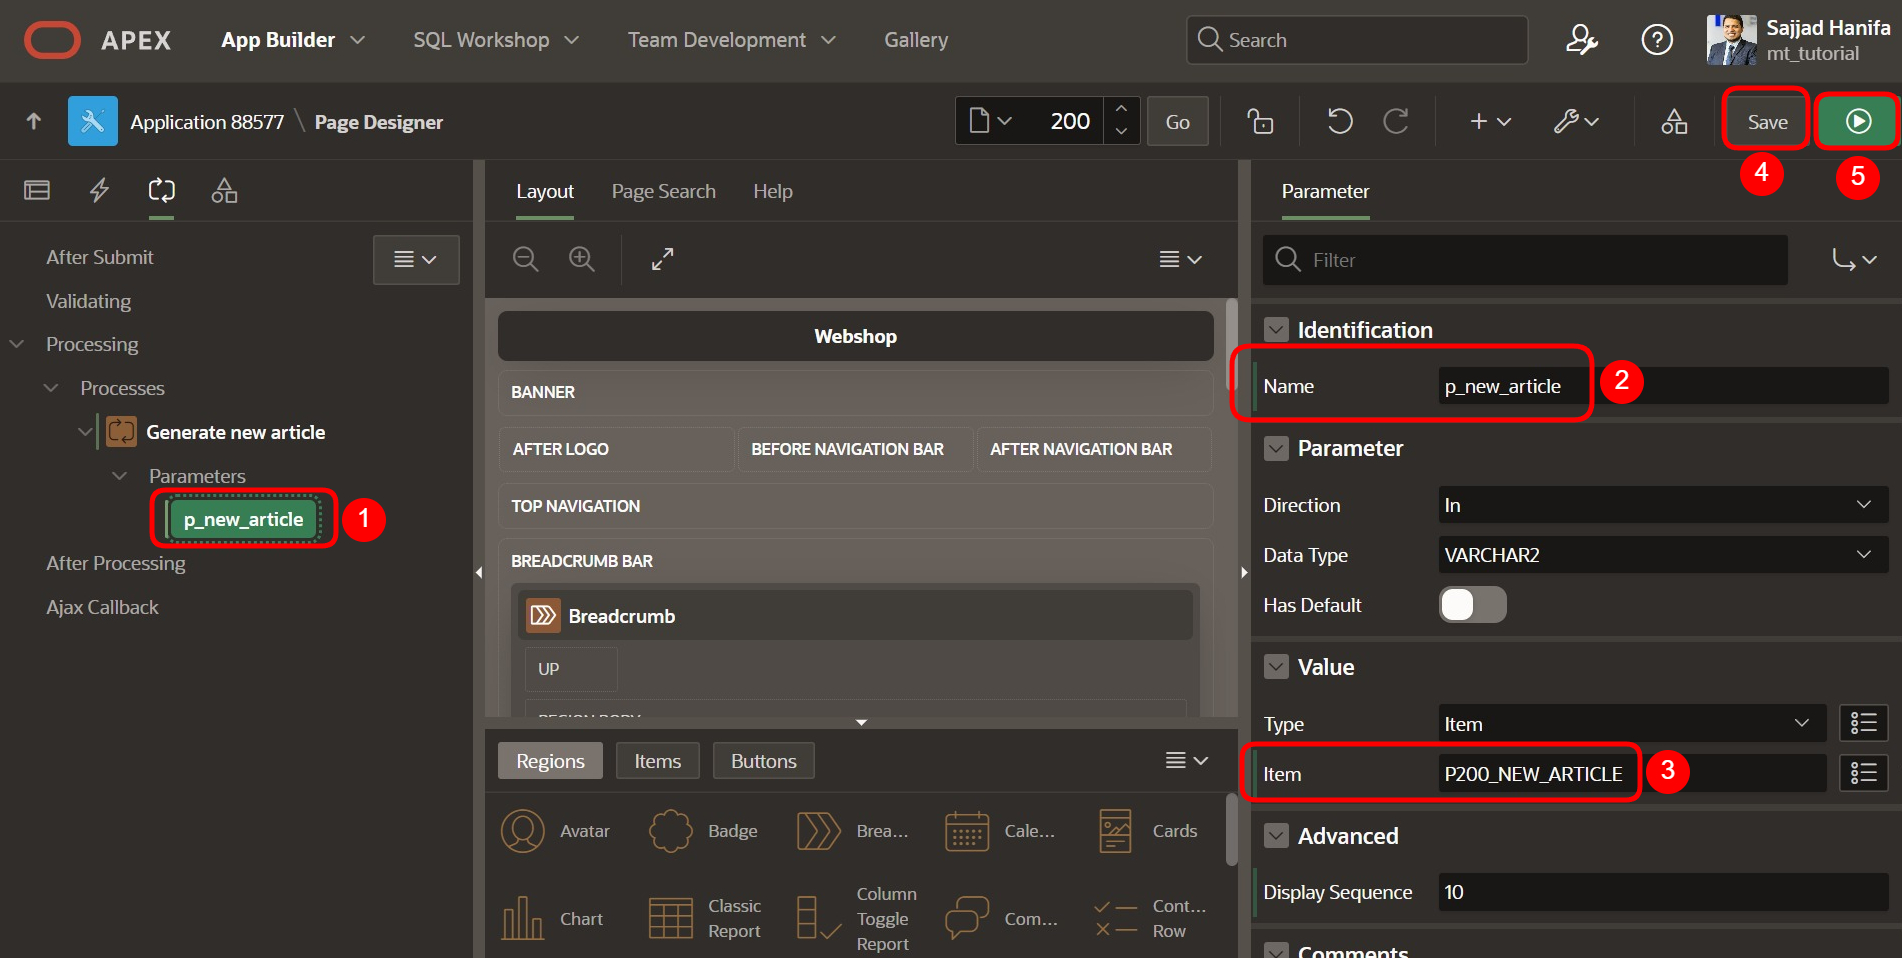 APEX
App Builder
SQL Workshop
Team Development
Gallery
Search
Sajjad Hanifa
mt_tutorial
Application 88577 \ Page Designer
200
Go
Save
4
5
After Submit
Validating
Processing
Processes
Generate new article
Parameters
p_new_article
1
After Processing
Ajax Callback
Layout
Page Search
Help
Webshop
BANNER
AFTER LOGO
BEFORE NAVIGATION BAR
AFTER NAVIGATION BAR
TOP NAVIGATION
BREADCRUMB BAR
Breadcrumb
UP
REGION BODY
Regions
Items
Buttons
Avatar
Badge
Brea...
Cale...
Cards
Chart
Classic
Report
Column
Toggle
Report
Com...
Cont...
Row
Parameter
Filter
Identification
Name
p_new_article
2
Parameter
Direction
In
Data Type
VARCHAR2
Has Default
Value
Type
Item
Item
P200_NEW_ARTICLE
3
Advanced
Display Sequence
10
Comments